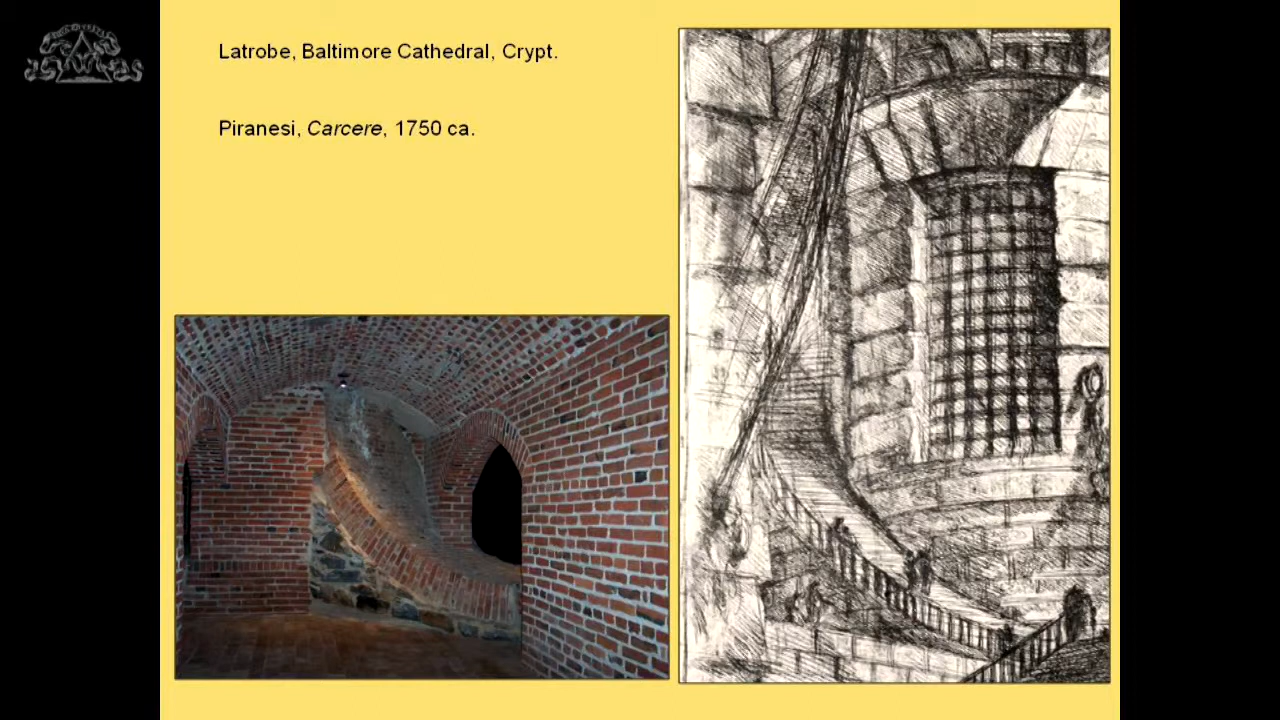 Latrobe, Baltimore Cathedral, Crypt.
Piranesi, Carcere, 1750 ca.